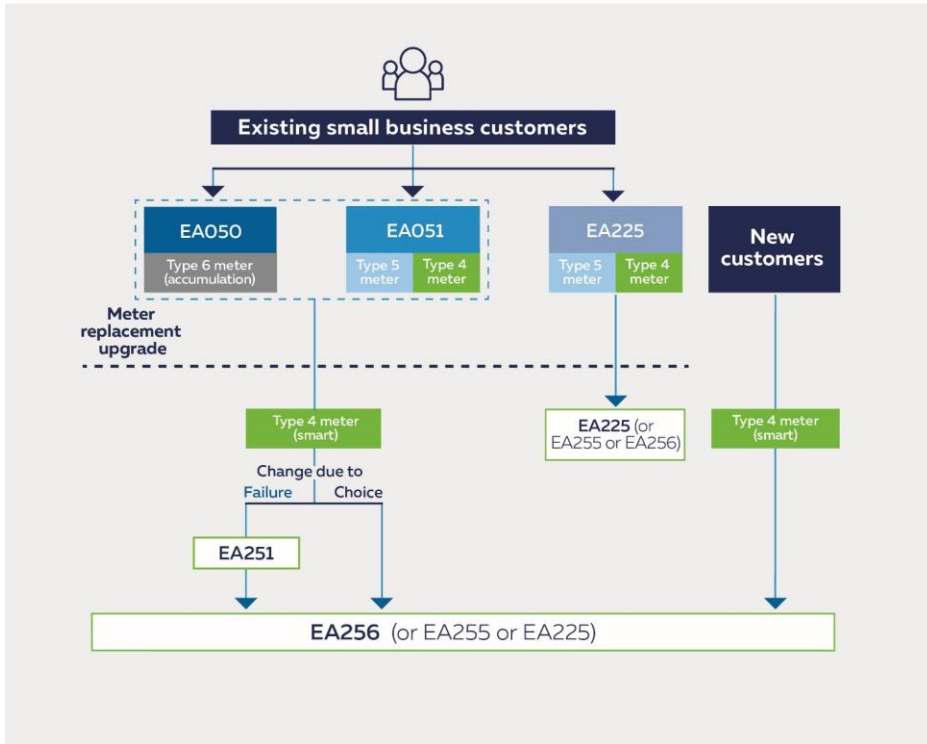 Existing small business customers
EA050
Type 6 meter
(accumulation)
EA051
Type 5
meter
Type 4
meter
EA225
Type 5
meter
Type 4
meter
New
customers
Meter
replacement
upgrade
Type 4 meter
(smart)
EA225 (or
EA255 or EA256)
Type 4 meter
(smart)
Change due to
Failure
Choice
EA251
EA256 (or EA255 or EA225)